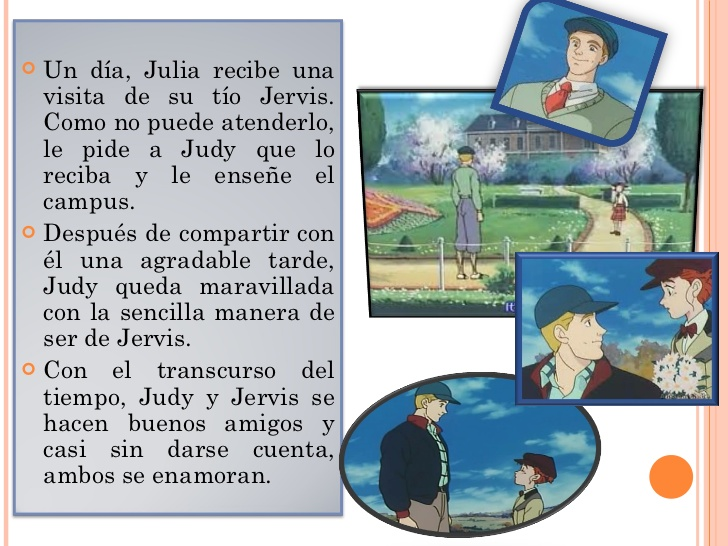 Un día, Julia recibe una
visita de su tío Jervis.
Como no puede atenderlo,
le pide a Judy que lo
reciba y le enseñe el
campus.
Después de compartir con
él una agradable tarde,
Judy queda maravillada
con la sencilla manera de
ser de Jervis.
Con el transcurso del
tiempo, Judy y Jervis se
hacen buenos amigos y
casi sin darse cuenta,
ambos se enamoran.
It